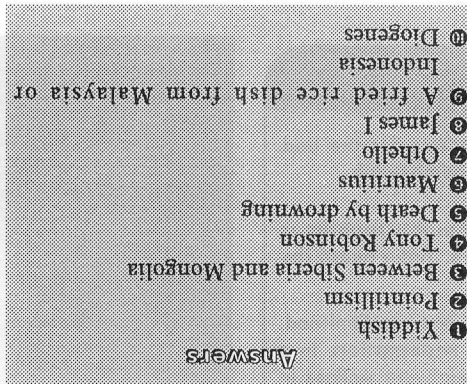 Answers
❶ Yiddish
❷ Pointillism
❸ Between Siberia and Mongolia
❹ Tony Robinson
❺ Death by drowning
❻ Mauritius
❼ Othello
❽ James I
❾ A fried rice dish from Malaysia or
Indonesia
❿ Diogenes